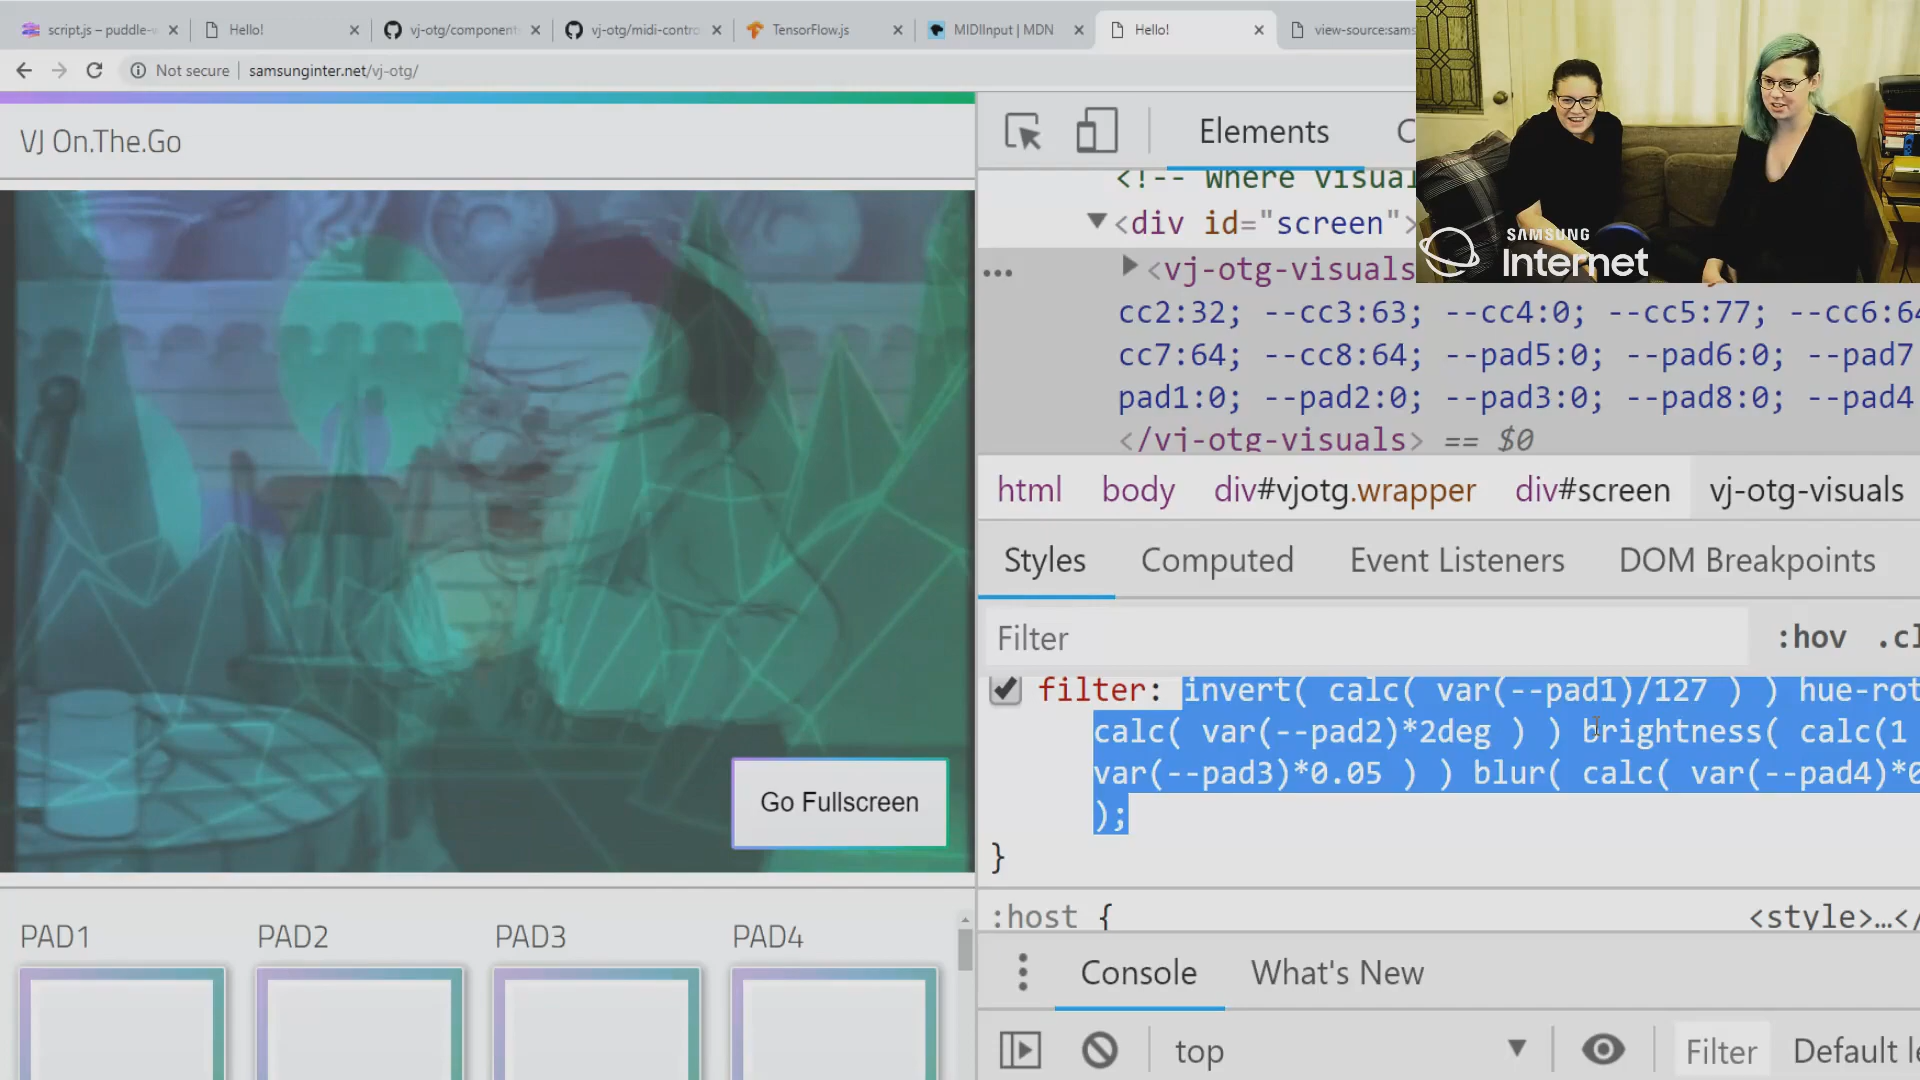 script.js – puddle-
Hello!
vj-otg/component
vj-otg/midi-contro
TensorFlow.js
MIDIInput | MDN
Hello!
view-source:sams
Not secure
samsunginter.net/vj-otg/
VJ On.The.Go
Elements
<!-- Where visual
<div id="screen">
<vj-otg-visuals
cc2:32; --cc3:63; --cc4:0; --cc5:77; --cc6:64
cc7:64; --cc8:64; --pad5:0; --pad6:0; --pad7
pad1:0; --pad2:0; --pad3:0; --pad8:0; --pad4
</vj-otg-visuals> == $0
html body div#vjotg.wrapper div#screen vj-otg-visuals
Styles Computed Event Listeners DOM Breakpoints
Filter :hov .cl
filter: invert( calc( var(--pad1)/127 ) ) hue-rot
calc( var(--pad2)*2deg ) ) brightness( calc(1
var(--pad3)*0.05 ) ) blur( calc( var(--pad4)*0
);
}
:host { <style>…</
Console What's New
top Filter Default le
Go Fullscreen
PAD1 PAD2 PAD3 PAD4
SAMSUNG
Internet